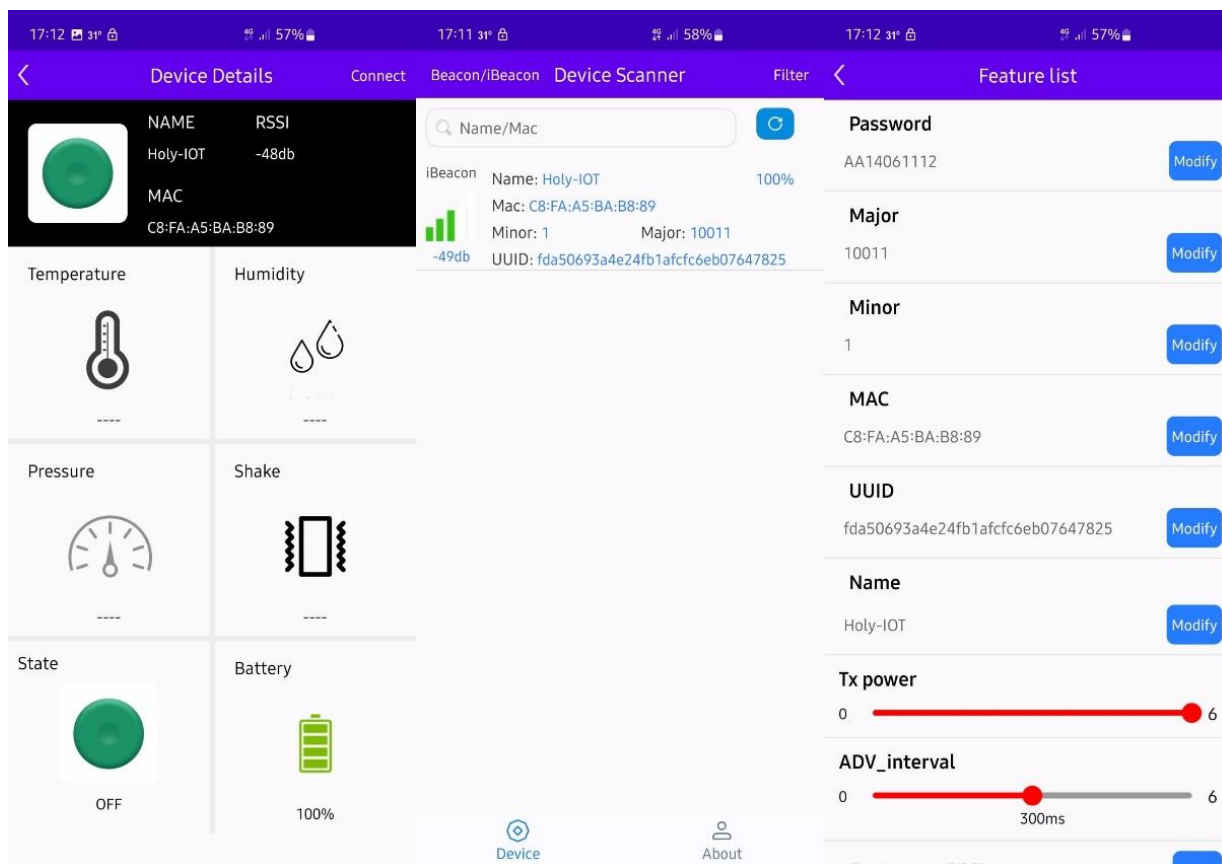 17:12 31° 4G 57%
Device Details Connect
NAME RSSI
Holy-IOT -48db
MAC
C8:FA:A5:BA:B8:89
Temperature Humidity
---- ----
Pressure Shake
---- ----
State Battery
OFF 100%
17:11 31° 4G 58%
Beacon/iBeacon Device Scanner Filter
Name/Mac
iBeacon Name: Holy-IOT 100%
Mac: C8:FA:A5:BA:B8:89
Minor: 1 Major: 10011
-49db UUID: fda50693a4e24fb1afcfc6eb07647825
Device About
17:12 31° 4G 57%
Feature list
Password
AA14061112 Modify
Major
10011 Modify
Minor
1 Modify
MAC
C8:FA:A5:BA:B8:89 Modify
UUID
fda50693a4e24fb1afcfc6eb07647825 Modify
Name
Holy-IOT Modify
Tx power
0 6
ADV_interval
0 6
300ms